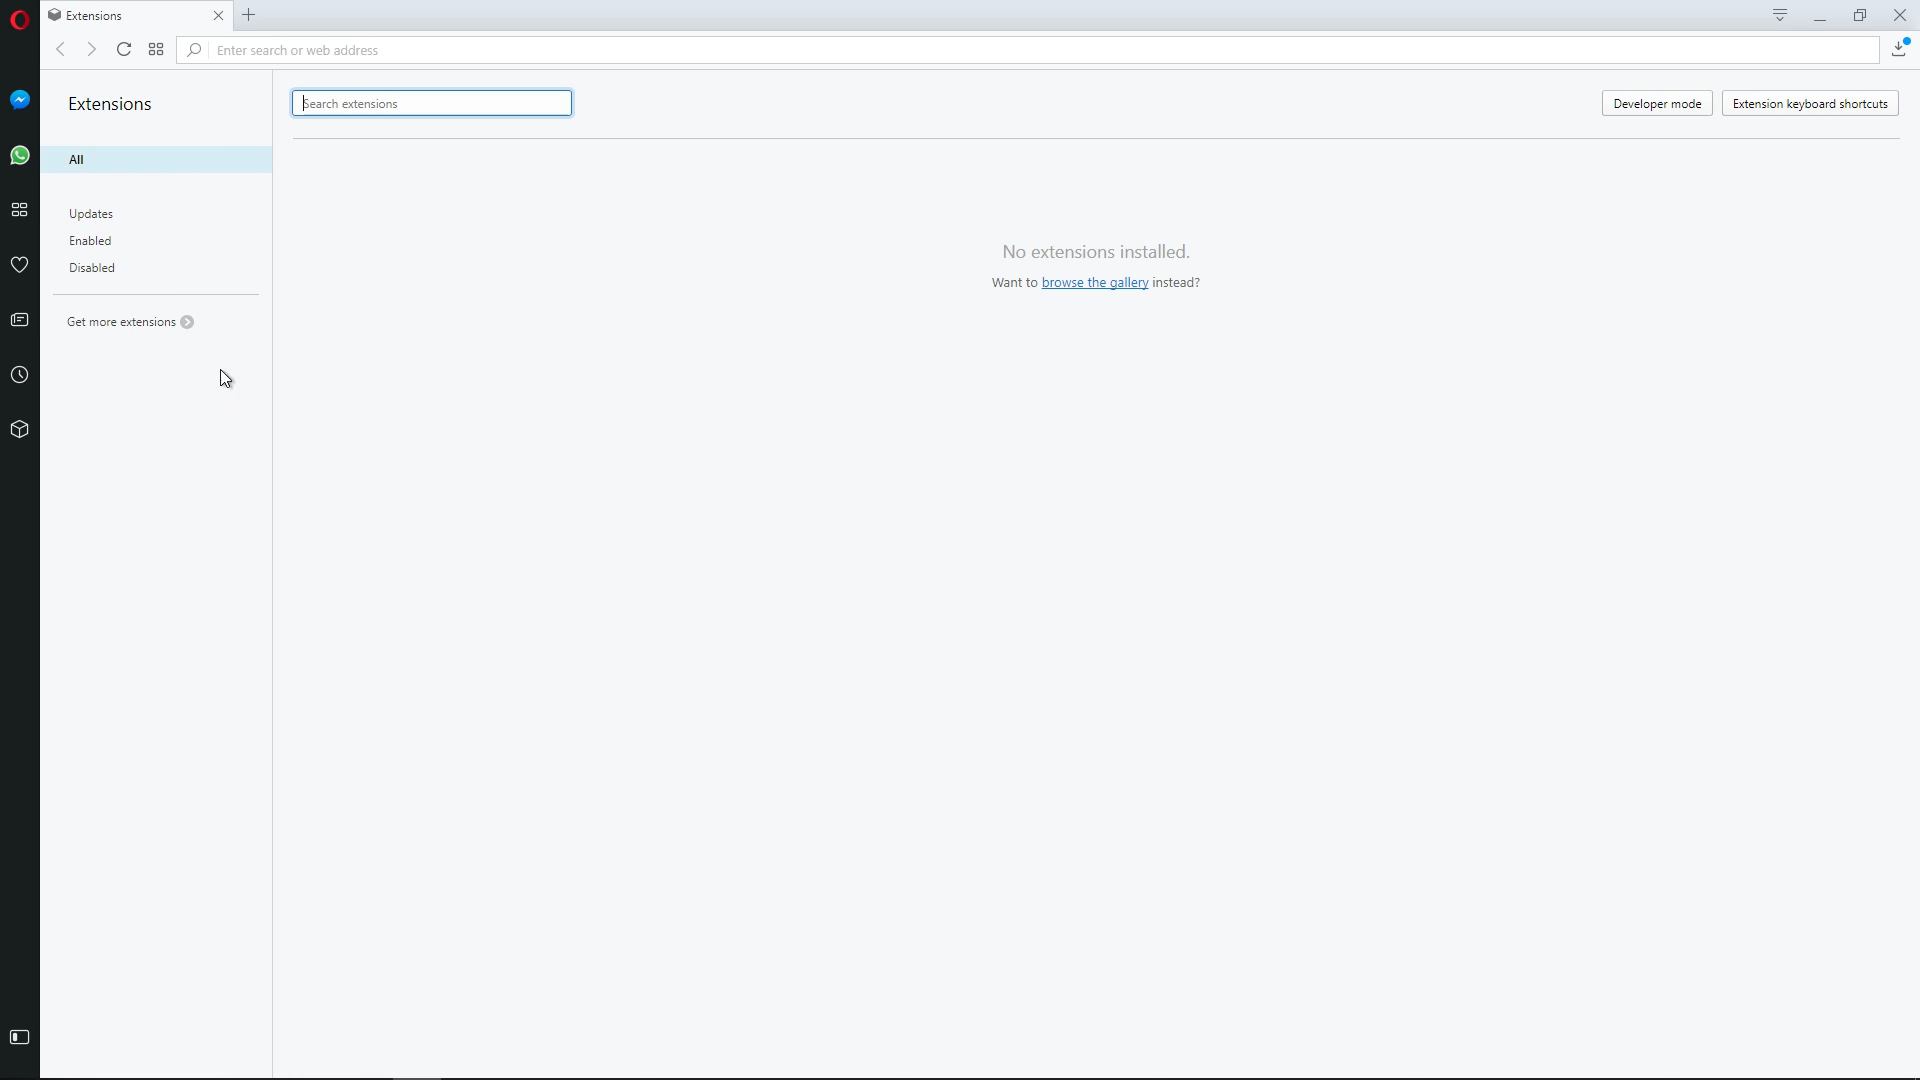 Extensions
Enter search or web address
Extensions
Search extensions
Developer mode
Extension keyboard shortcuts
All
Updates
Enabled
Disabled
Get more extensions
No extensions installed.
Want to browse the gallery instead?